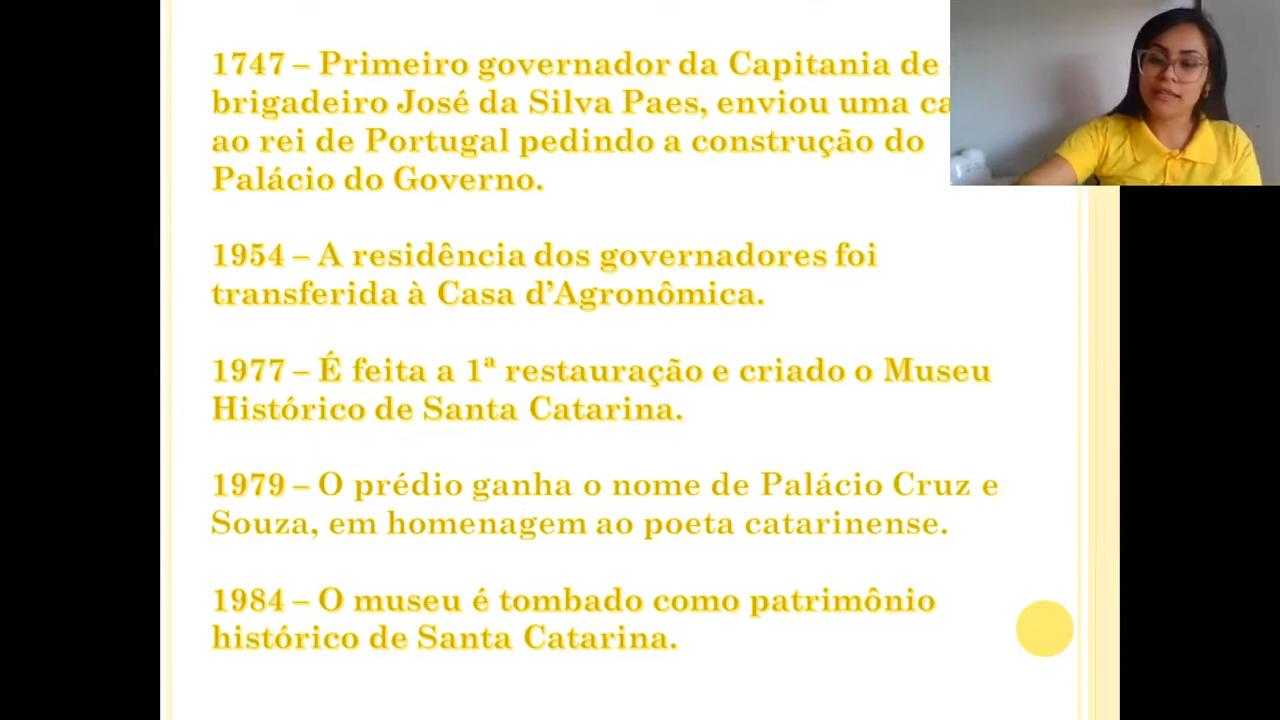 1747 – Primeiro governador da Capitania de
brigadeiro José da Silva Paes, enviou uma
ao rei de Portugal pedindo a construção do
Palácio do Governo.
1954 – A residência dos governadores foi
transferida à Casa d’Agronômica.
1977 – É feita a 1ª restauração e criado o Museu
Histórico de Santa Catarina.
1979 – O prédio ganha o nome de Palácio Cruz e
Souza, em homenagem ao poeta catarinense.
1984 – O museu é tombado como patrimônio
histórico de Santa Catarina.